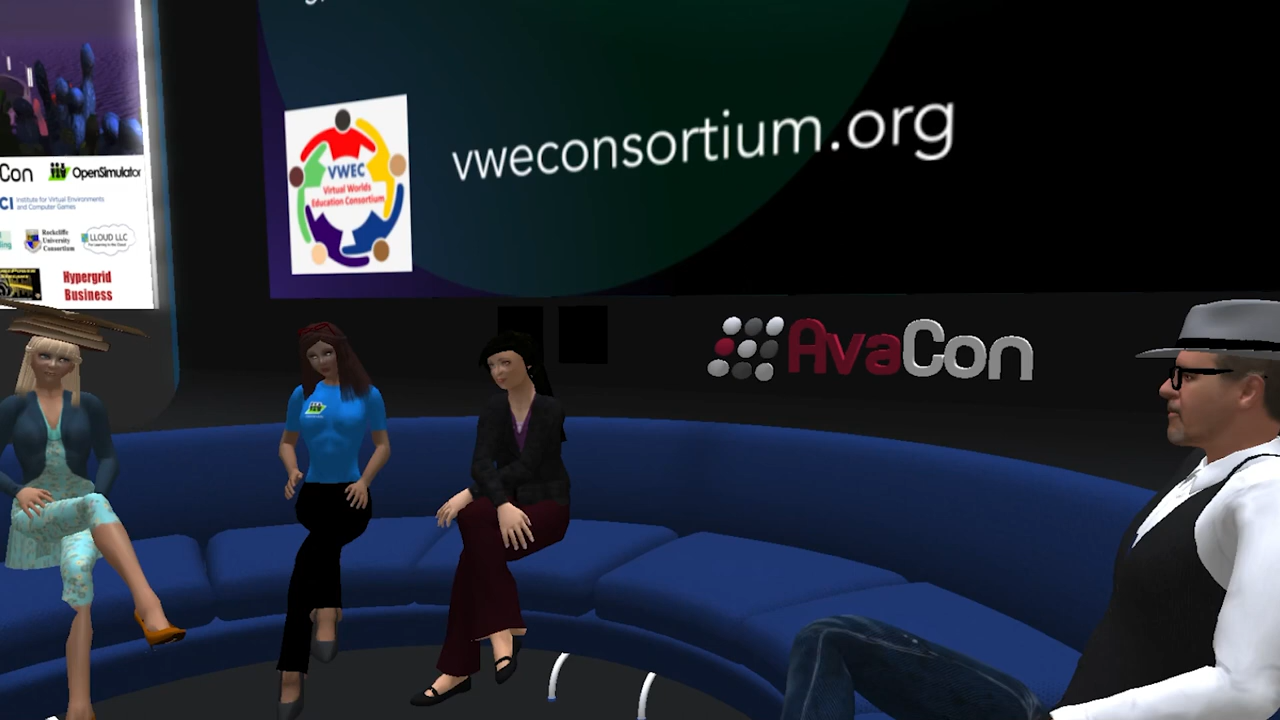 vweconsortium.org
VWEC
Virtual Worlds
Education Consortium
Con
OpenSimulator
CI Institute for Virtual Environments
and Computer Games
Rockcliffe
University
Consortium
LLOUD LLC
Hypergrid
Business
AvaCon